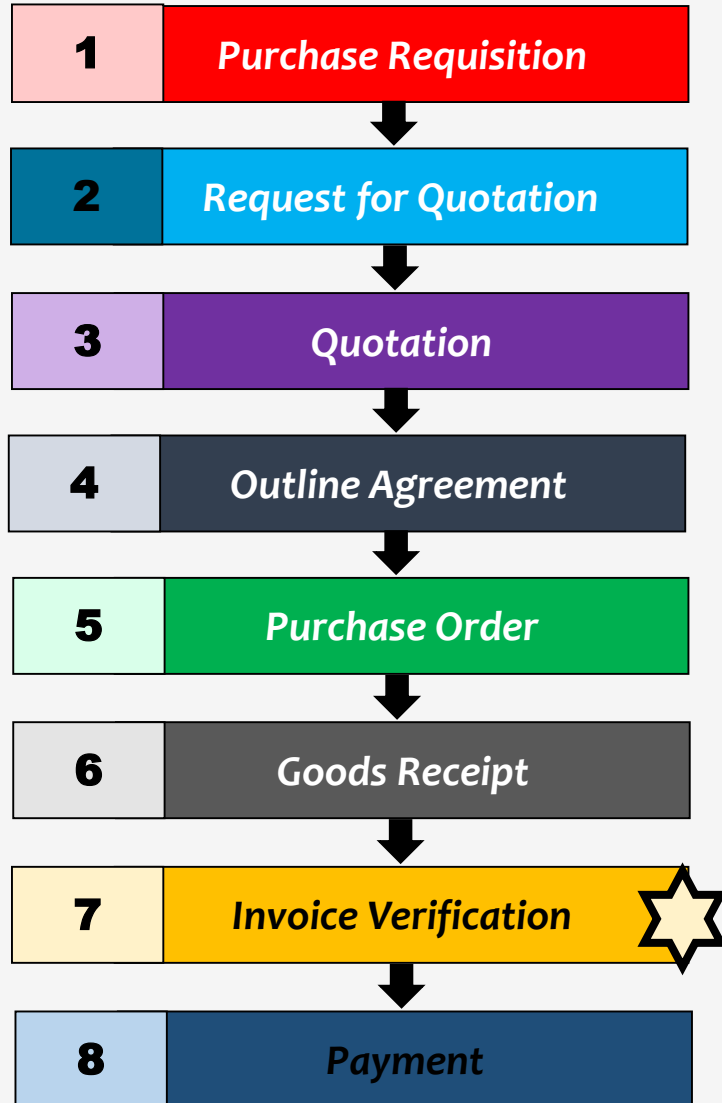 1 Purchase Requisition
2 Request for Quotation
3 Quotation
4 Outline Agreement
5 Purchase Order
6 Goods Receipt
7 Invoice Verification
8 Payment